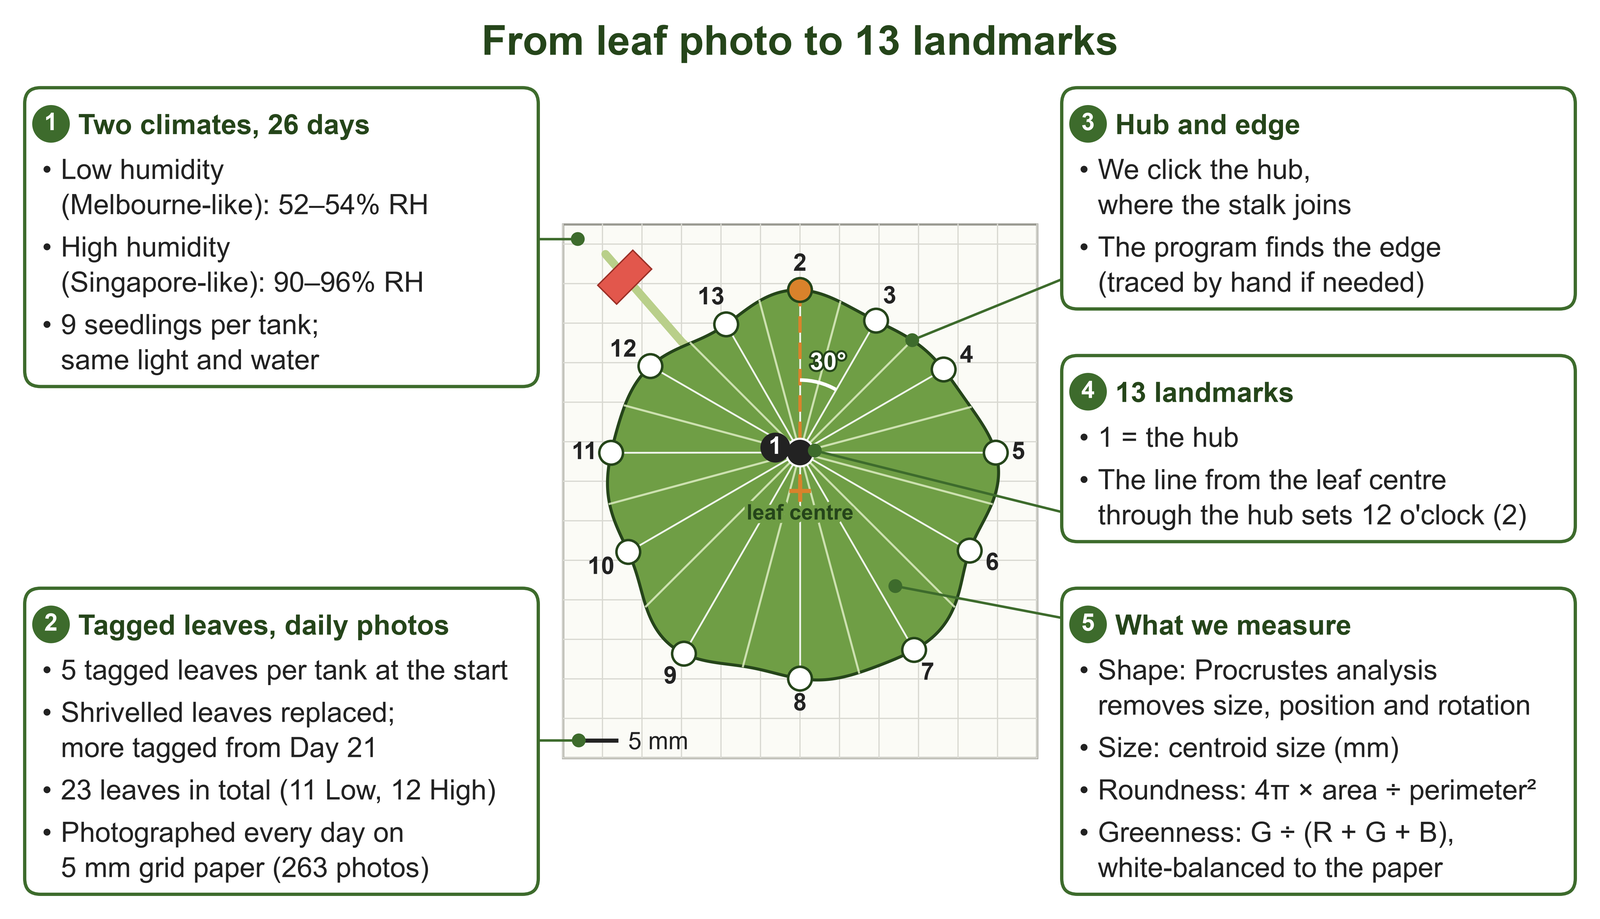 From leaf photo to 13 landmarks
1 Two climates, 26 days
• Low humidity
(Melbourne-like): 52–54% RH
• High humidity
(Singapore-like): 90–96% RH
• 9 seedlings per tank;
same light and water
2 Tagged leaves, daily photos
• 5 tagged leaves per tank at the start
• Shrivelled leaves replaced;
more tagged from Day 21
• 23 leaves in total (11 Low, 12 High)
• Photographed every day on
5 mm grid paper (263 photos)
2
13
3
12
30°
4
11
1
5
leaf centre
10
6
9
7
8
5 mm
3 Hub and edge
• We click the hub,
where the stalk joins
• The program finds the edge
(traced by hand if needed)
4 13 landmarks
• 1 = the hub
• The line from the leaf centre
through the hub sets 12 o'clock (2)
5 What we measure
• Shape: Procrustes analysis
removes size, position and rotation
• Size: centroid size (mm)
• Roundness: 4π × area ÷ perimeter²
• Greenness: G ÷ (R + G + B),
white-balanced to the paper